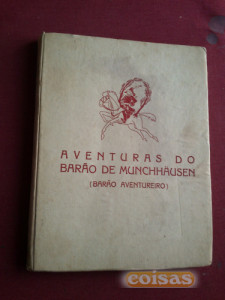 AVENTURAS DO
BARÃO DE MUNCHHAUSEN
(BARÃO AVENTUREIRO)
coisas